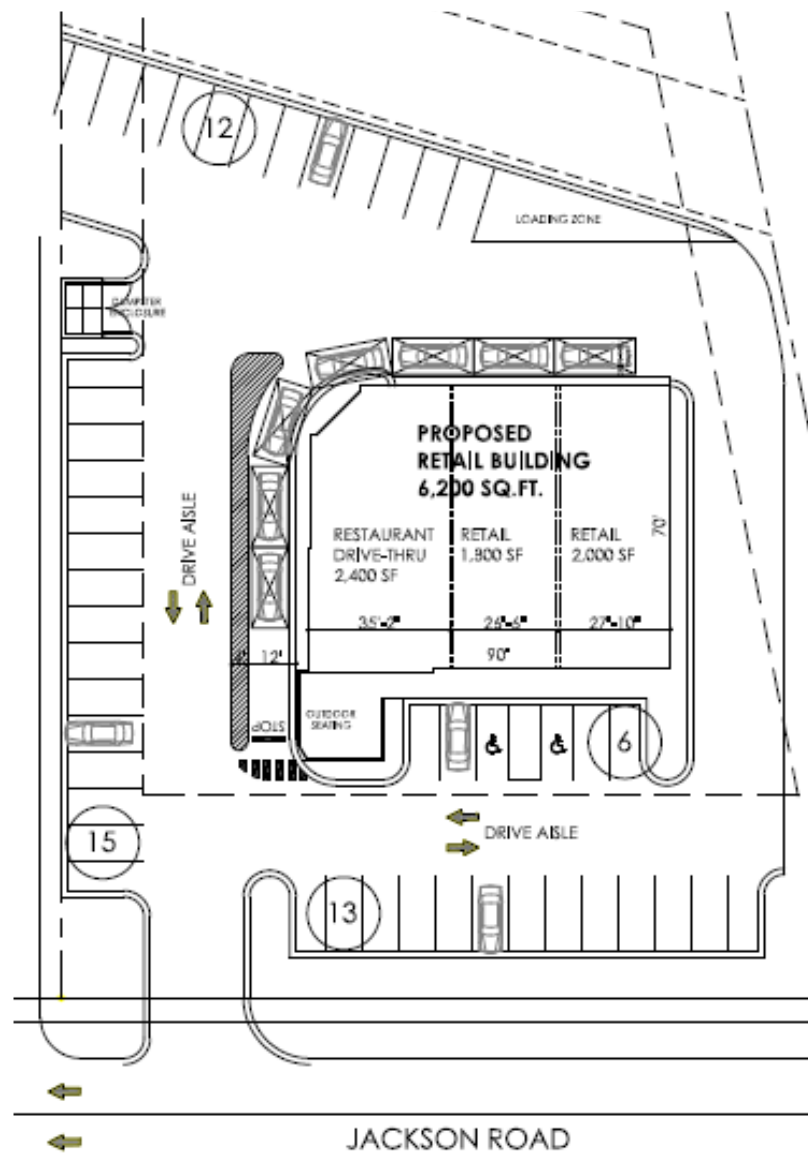 12
LOADING ZONE
DUMPSTER
ENCLOSURE
PROPOSED
RETAIL BUILDING
6,200 SQ.FT.
DRIVE AISLE
RESTAURANT
DRIVE-THRU
2,400 SF
RETAIL
1,800 SF
RETAIL
2,000 SF
70'
35'-2"
25'-6"
27'-10"
90"
12'
STOP
OUTDOOR
SEATING
6
15
DRIVE AISLE
13
JACKSON ROAD